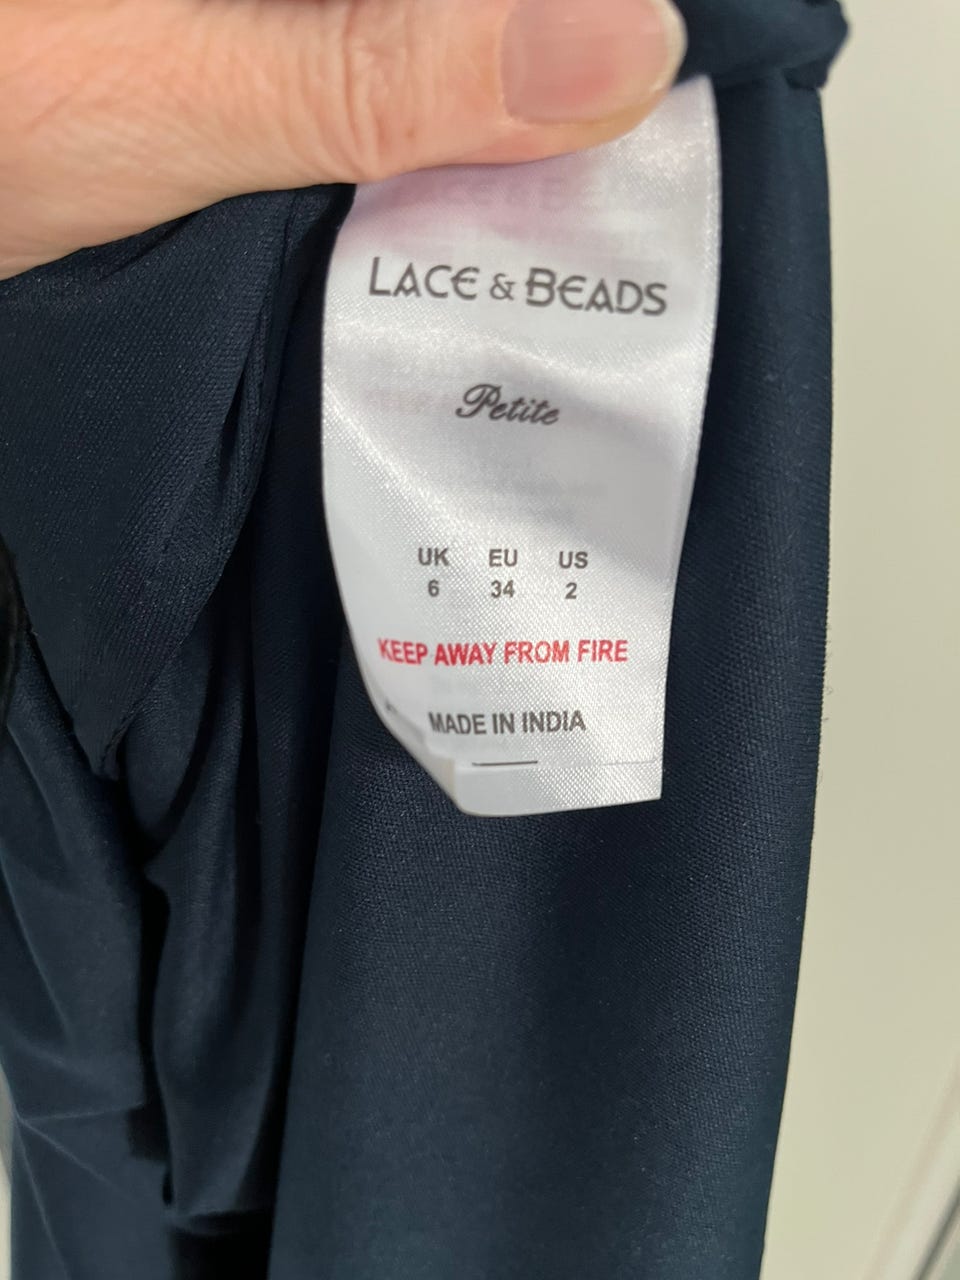 LACE & BEADS
Petite
UK EU US
6 34 2
KEEP AWAY FROM FIRE
MADE IN INDIA